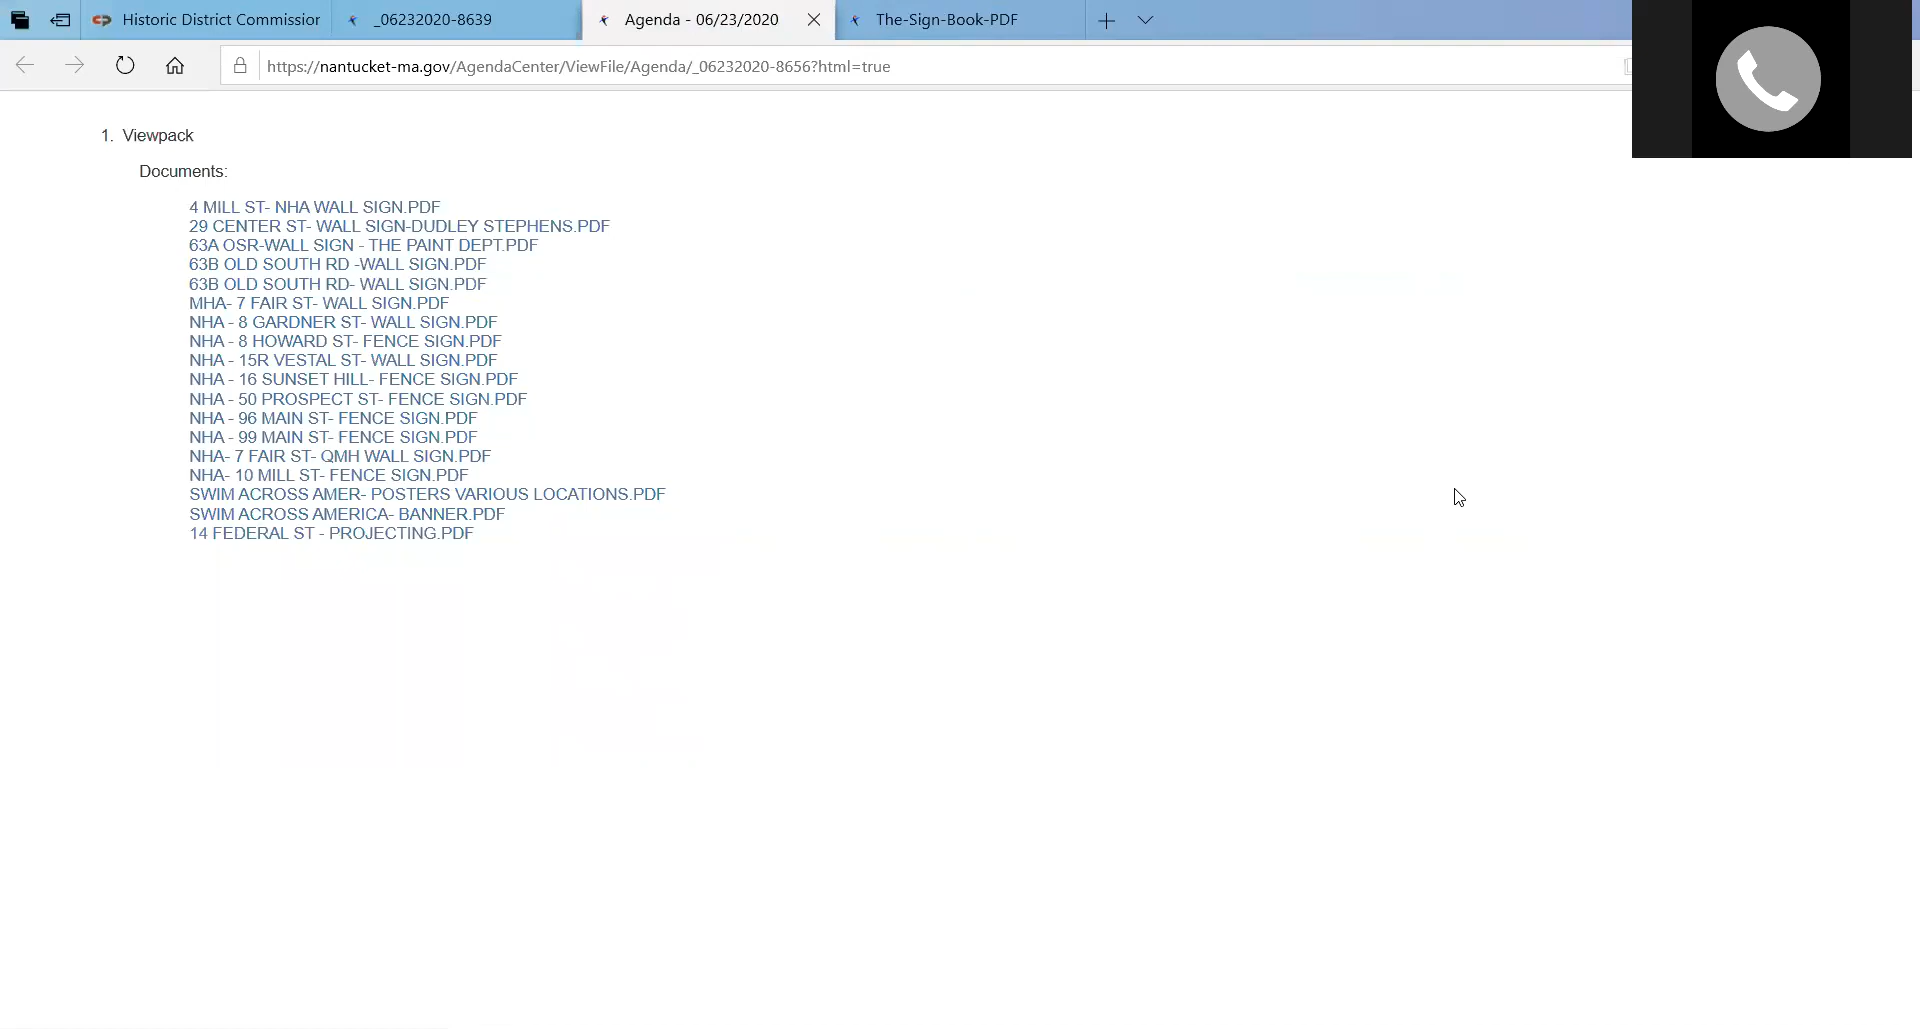 Historic District Commission
_06232020-8639
Agenda - 06/23/2020
The-Sign-Book-PDF
https://nantucket-ma.gov/AgendaCenter/ViewFile/Agenda/_06232020-8656?html=true
1. Viewpack
Documents:
4 MILL ST- NHA WALL SIGN.PDF
29 CENTER ST- WALL SIGN-DUDLEY STEPHENS.PDF
63A OSR-WALL SIGN - THE PAINT DEPT.PDF
63B OLD SOUTH RD -WALL SIGN.PDF
63B OLD SOUTH RD- WALL SIGN.PDF
MHA- 7 FAIR ST- WALL SIGN.PDF
NHA - 8 GARDNER ST- WALL SIGN.PDF
NHA - 8 HOWARD ST- FENCE SIGN.PDF
NHA - 15R VESTAL ST- WALL SIGN.PDF
NHA - 16 SUNSET HILL- FENCE SIGN.PDF
NHA - 50 PROSPECT ST- FENCE SIGN.PDF
NHA - 96 MAIN ST- FENCE SIGN.PDF
NHA - 99 MAIN ST- FENCE SIGN.PDF
NHA- 7 FAIR ST- QMH WALL SIGN.PDF
NHA- 10 MILL ST- FENCE SIGN.PDF
SWIM ACROSS AMER- POSTERS VARIOUS LOCATIONS.PDF
SWIM ACROSS AMERICA- BANNER.PDF
14 FEDERAL ST - PROJECTING.PDF